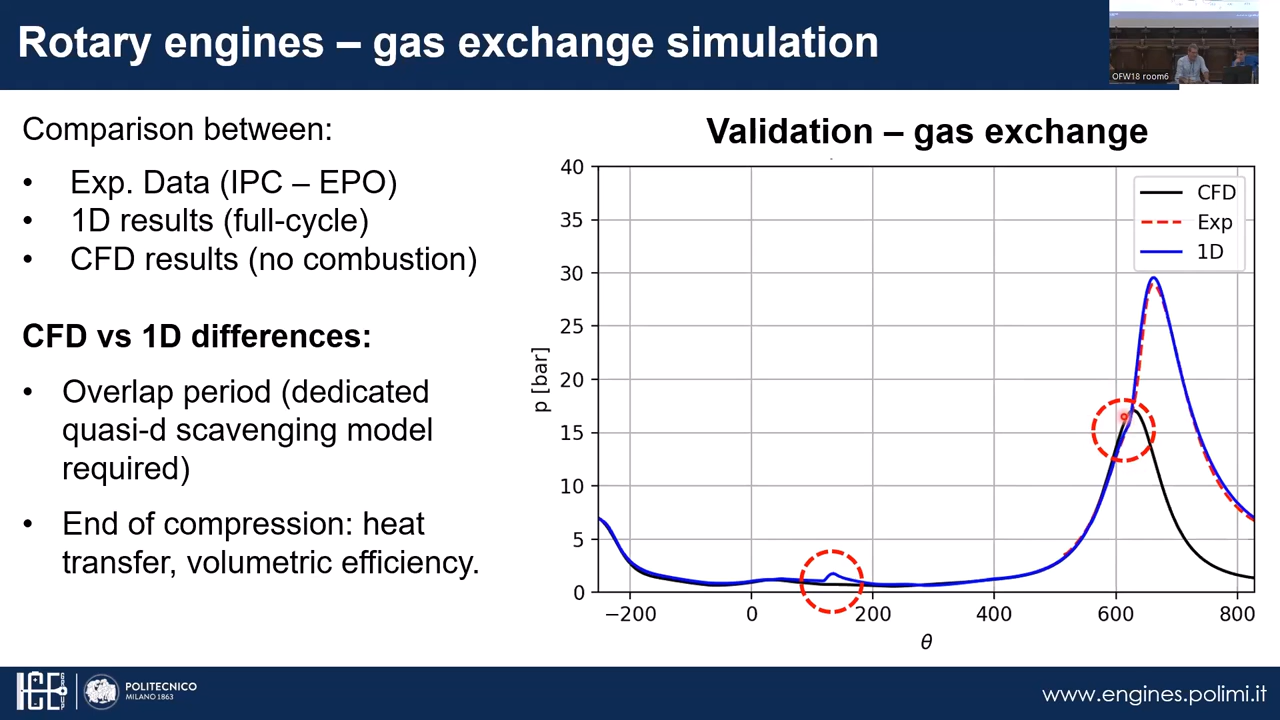 Rotary engines – gas exchange simulation
OFW18 room6
Comparison between:
• Exp. Data (IPC – EPO)
• 1D results (full-cycle)
• CFD results (no combustion)
CFD vs 1D differences:
• Overlap period (dedicated
quasi-d scavenging model
required)
• End of compression: heat
transfer, volumetric efficiency.
Validation – gas exchange
40
35
30
25
20
15
10
5
0
p [bar]
CFD
Exp
1D
−200
0
200
400
600
800
θ
ICE
GROUP
POLITECNICO
MILANO 1863
www.engines.polimi.it